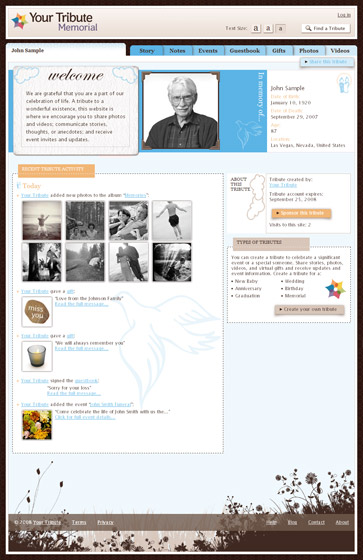 Your Tribute
Memorial
Log in
Text Size: a a a
Find a Tribute
John Sample
Story Notes Events Guestbook Gifts Photos Videos
Share this tribute
welcome
We are grateful that you are a part of our
celebration of life. A tribute to a
wonderful existence, this website is
where we encourage you to share photos
and videos; communicate stories,
thoughts, or anecdotes; and receive
event invites and updates.
In memory of...
John Sample
Date of Birth
January 10, 1920
Date of Death
September 29, 2007
Age
87
Location
Las Vegas, Nevada, United States
RECENT TRIBUTE ACTIVITY
Today
Your Tribute added new photos to the album "Memories"
Your Tribute gave a gift
miss you
"Love from the Johnson Family"
Read the full message...
Your Tribute gave a gift
"We will always remember you"
Read the full message...
Your Tribute signed the guestbook!
"Sorry for your loss"
Read the full message...
Your Tribute added the event "John Smith Funeral".
"Come celebrate the life of John Smith with us the..."
Click for full event details...
ABOUT THIS TRIBUTE
Tribute created by:
Your Tribute
Tribute account expires:
September 25, 2008
Sponsor this tribute
Visits to this site: 2
TYPES OF TRIBUTES
You can create a tribute to celebrate a significant
event or a special someone. Share stories, photos,
videos, and virtual gifts and receive updates and
event information. Create a tribute for a:
• New Baby • Wedding
• Anniversary • Birthday
• Graduation • Memorial
Create your own tribute
© 2008 Your Tribute Terms Privacy
Help Blog Contact About